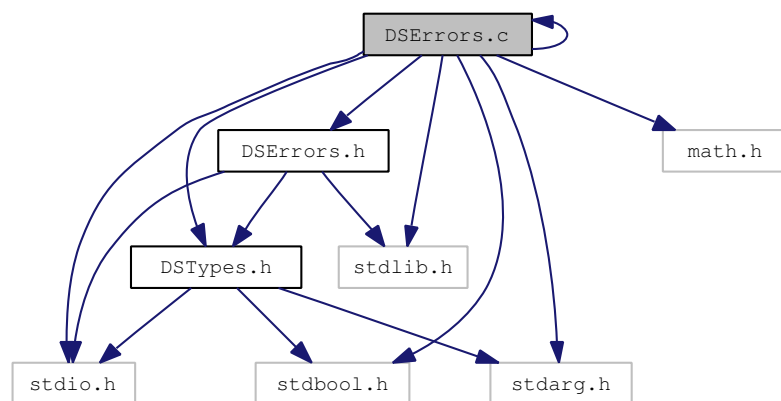 DSErrors.c
DSErrors.h
math.h
DSTypes.h
stdlib.h
stdio.h
stdbool.h
stdarg.h